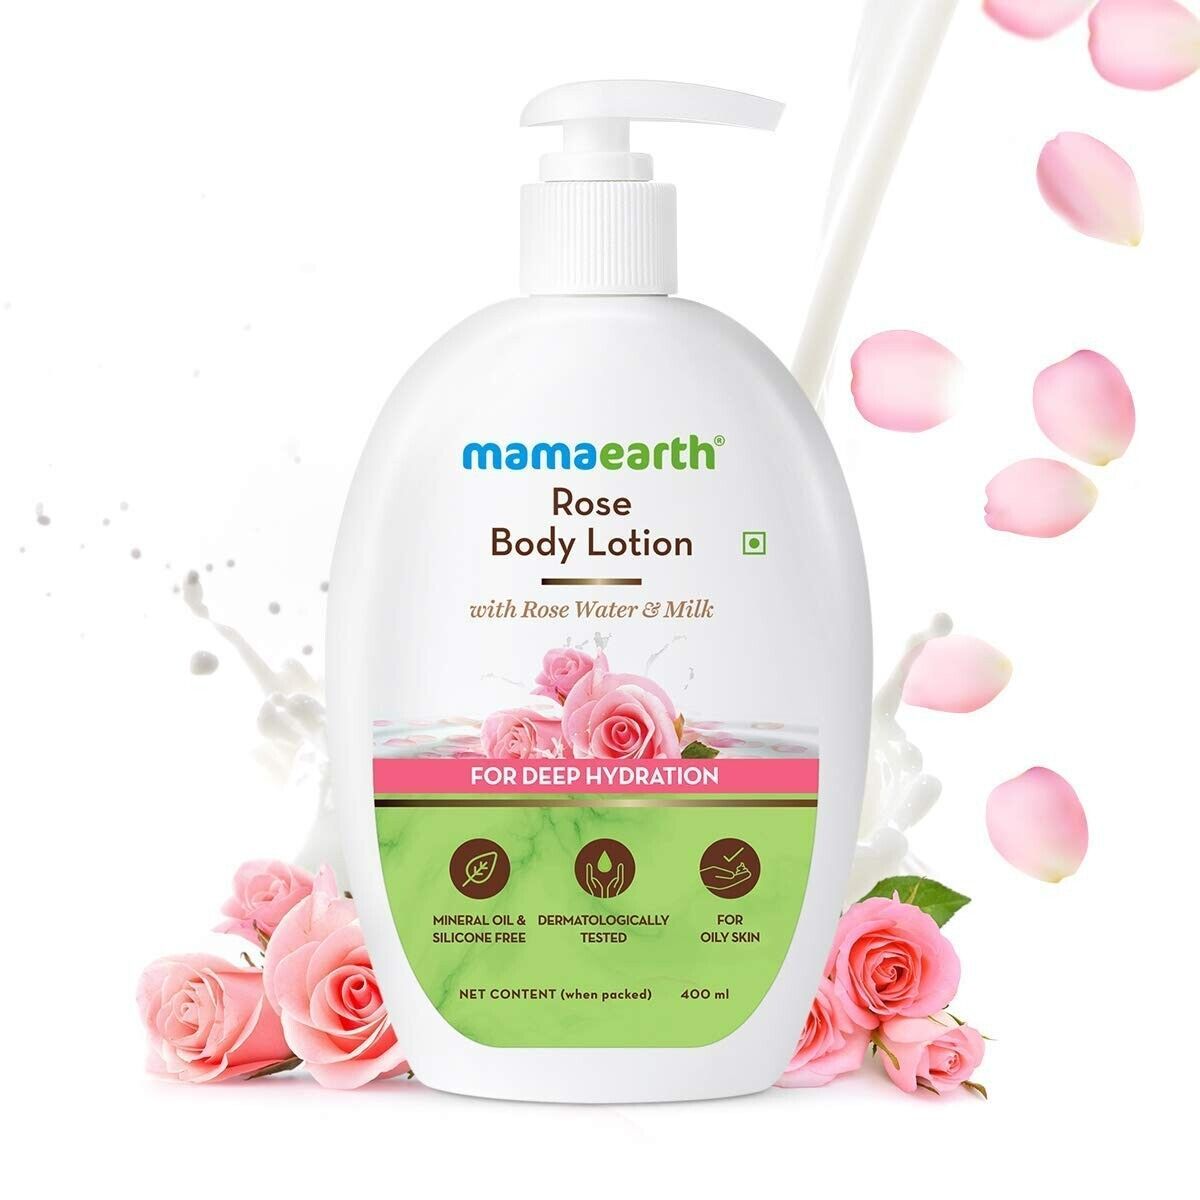 mamaearth®
Rose
Body Lotion
with Rose Water & Milk
FOR DEEP HYDRATION
MINERAL OIL &
SILICONE FREE
DERMATOLOGICALLY
TESTED
FOR
OILY SKIN
NET CONTENT (when packed) 400 ml